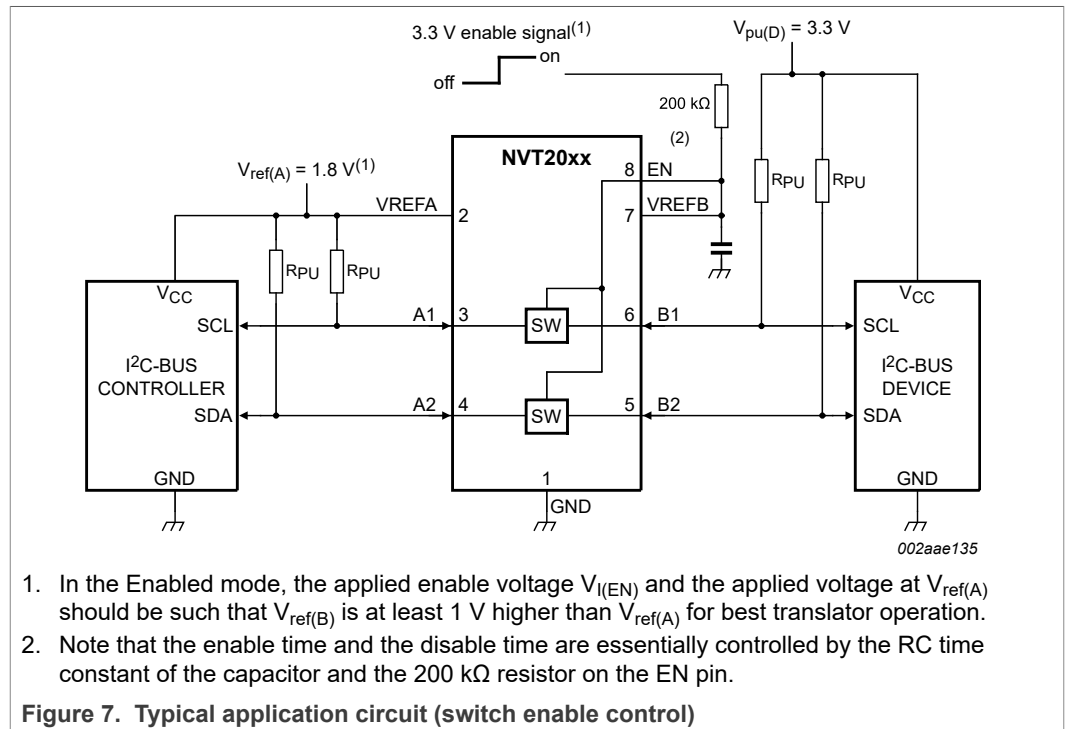 3.3 V enable signal(1)
off
on
Vpu(D) = 3.3 V
200 kΩ
(2)
NVT20xx
Vref(A) = 1.8 V(1)
VREFA
2
8
EN
7
VREFB
RPU
RPU
RPU
RPU
VCC
SCL
I2C-BUS
CONTROLLER
SDA
GND
A1
3
SW
6
B1
A2
4
SW
5
B2
1
GND
VCC
SCL
I2C-BUS
DEVICE
SDA
GND
002aae135
1. In the Enabled mode, the applied enable voltage VI(EN) and the applied voltage at Vref(A)
should be such that Vref(B) is at least 1 V higher than Vref(A) for best translator operation.
2. Note that the enable time and the disable time are essentially controlled by the RC time
constant of the capacitor and the 200 kΩ resistor on the EN pin.
Figure 7. Typical application circuit (switch enable control)